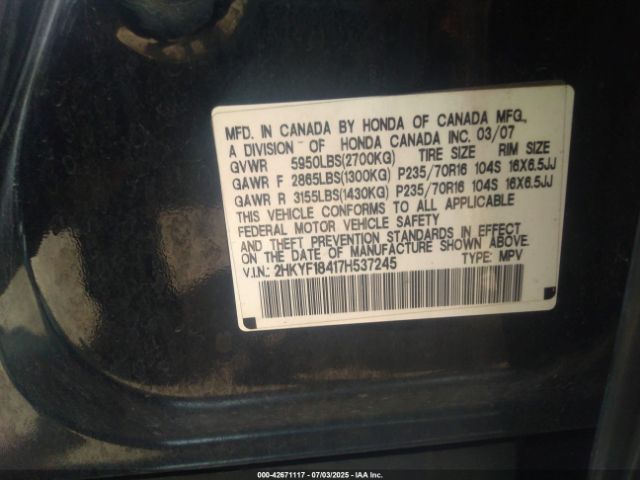 MFD. IN CANADA BY HONDA OF CANADA MFG.,
A DIVISION OF HONDA CANADA INC. 03/07
GVWR 5950LBS(2700KG) TIRE SIZE RIM SIZE
GAWR F 2865LBS(1300KG) P235/70R16 104S 16X6.5JJ
GAWR R 3155LBS(1430KG) P235/70R16 104S 16X6.5JJ
THIS VEHICLE CONFORMS TO ALL APPLICABLE
FEDERAL MOTOR VEHICLE SAFETY
AND THEFT PREVENTION STANDARDS IN EFFECT
ON THE DATE OF MANUFACTURE SHOWN ABOVE.
V.I.N.: 2HKYF18417H537245 TYPE: MPV
000-42671117 - 07/03/2025 - IAA Inc.